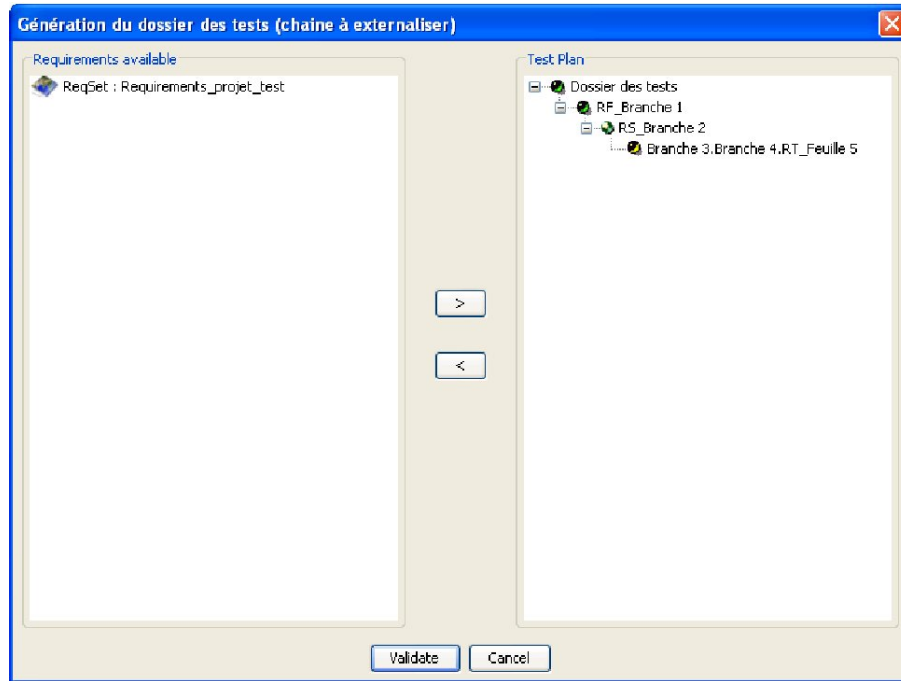 Génération du dossier des tests (chaine à externaliser)
Requirements available
ReqSet : Requirements_projet_test
Test Plan
Dossier des tests
RF_Branche 1
RS_Branche 2
Branche 3.Branche 4.RT_Feuille 5
>
<
Validate
Cancel